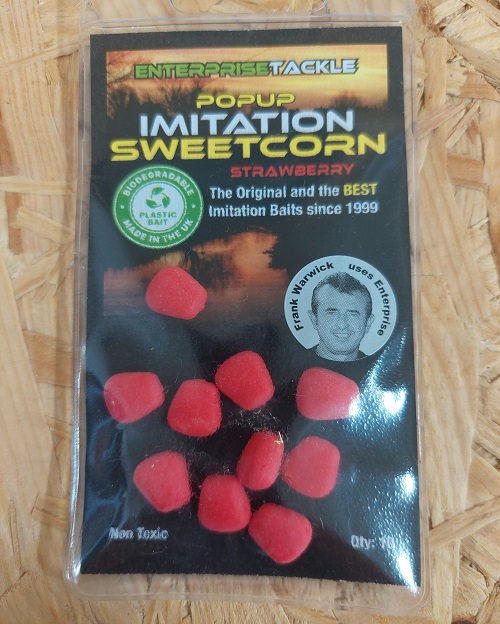 ENTERPRISETACKLE
POPUP
IMITATION
SWEETCORN
STRAWBERRY
BIODEGRADABLE
PLASTIC
BAIT
MADE IN THE UK
The Original and the BEST
Imitation Baits since 1999
Frank Warwick uses Enterprise
Non Toxic
Qty: 10